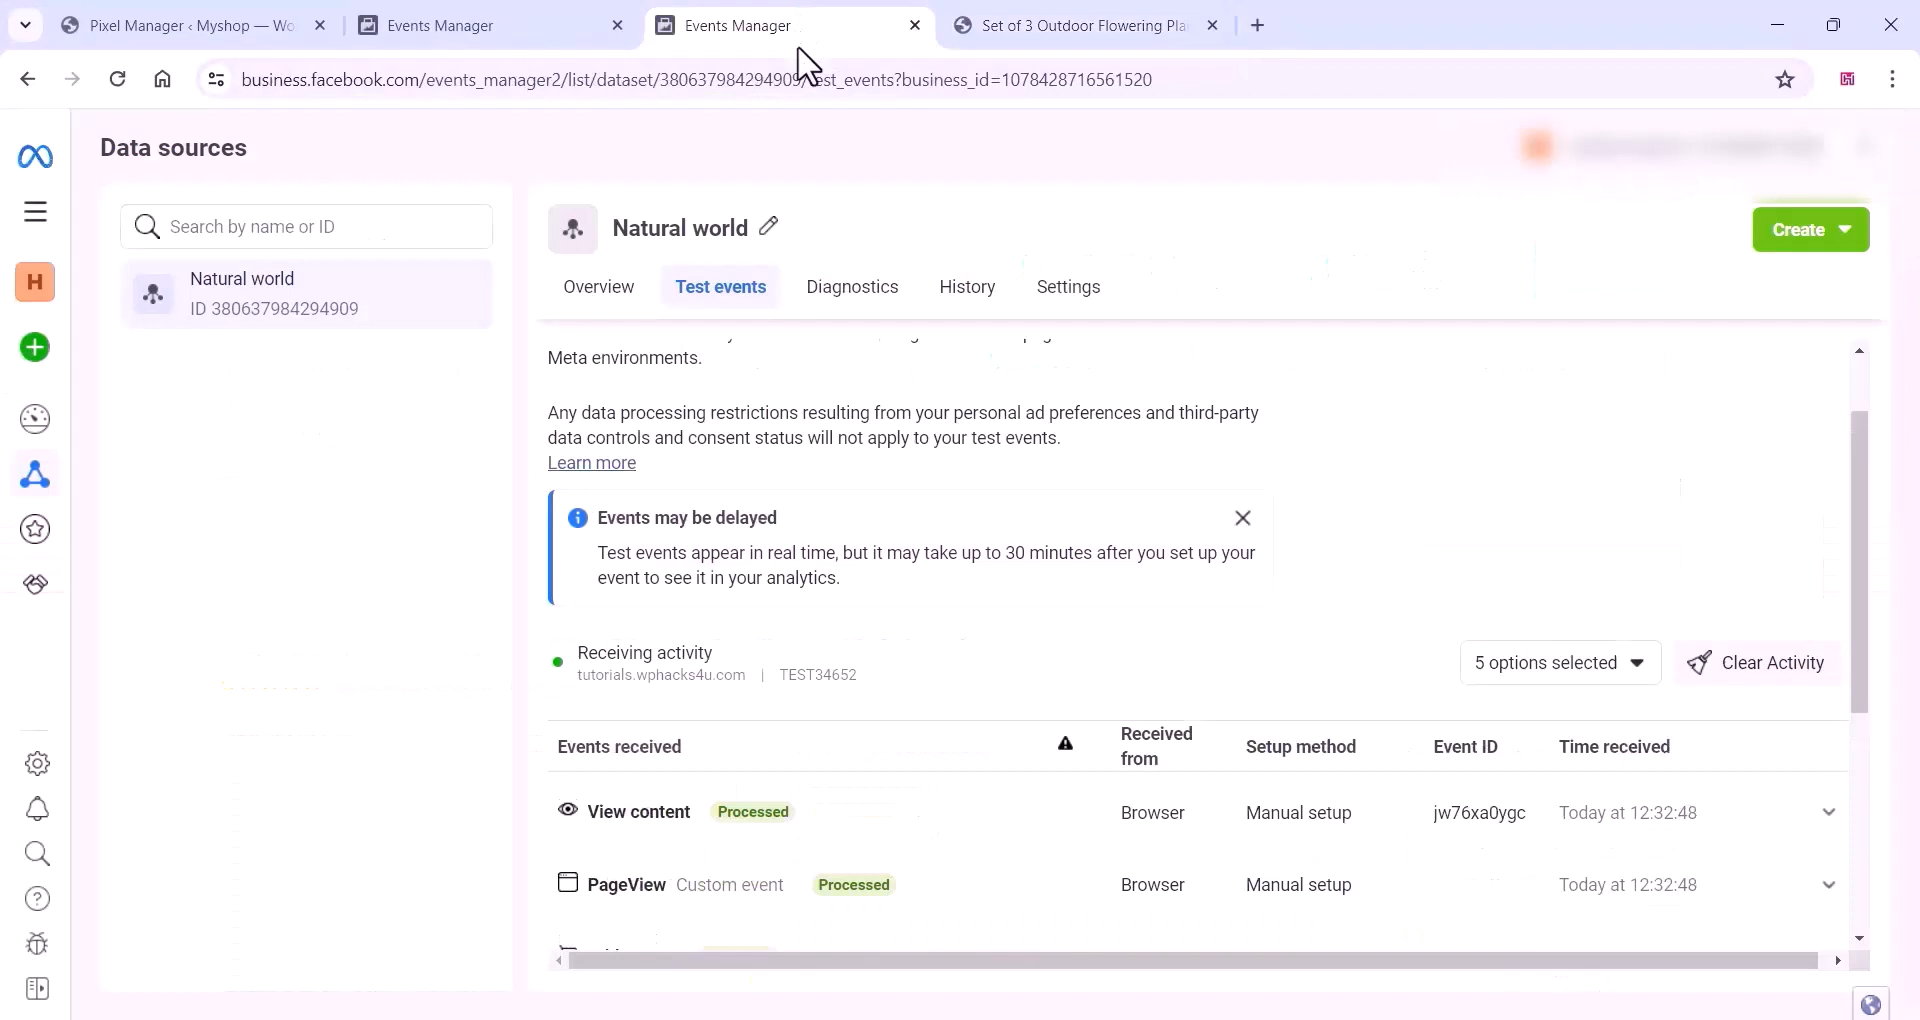 Pixel Manager ‹ Myshop — Wo
Events Manager
Events Manager
Set of 3 Outdoor Flowering Pla
business.facebook.com/events_manager2/list/dataset/380637984294909/test_events?business_id=1078428716561520
Data sources
Search by name or ID
H
Natural world
ID 380637984294909
Natural world
Create
Overview
Test events
Diagnostics
History
Settings
Meta environments.
Any data processing restrictions resulting from your personal ad preferences and third-party
data controls and consent status will not apply to your test events.
Learn more
Events may be delayed
Test events appear in real time, but it may take up to 30 minutes after you set up your
event to see it in your analytics.
Receiving activity
tutorials.wphacks4u.com | TEST34652
5 options selected
Clear Activity
Events received
Received
from
Setup method
Event ID
Time received
View content Processed Browser Manual setup jw76xa0ygc Today at 12:32:48
PageView Custom event Processed Browser Manual setup Today at 12:32:48